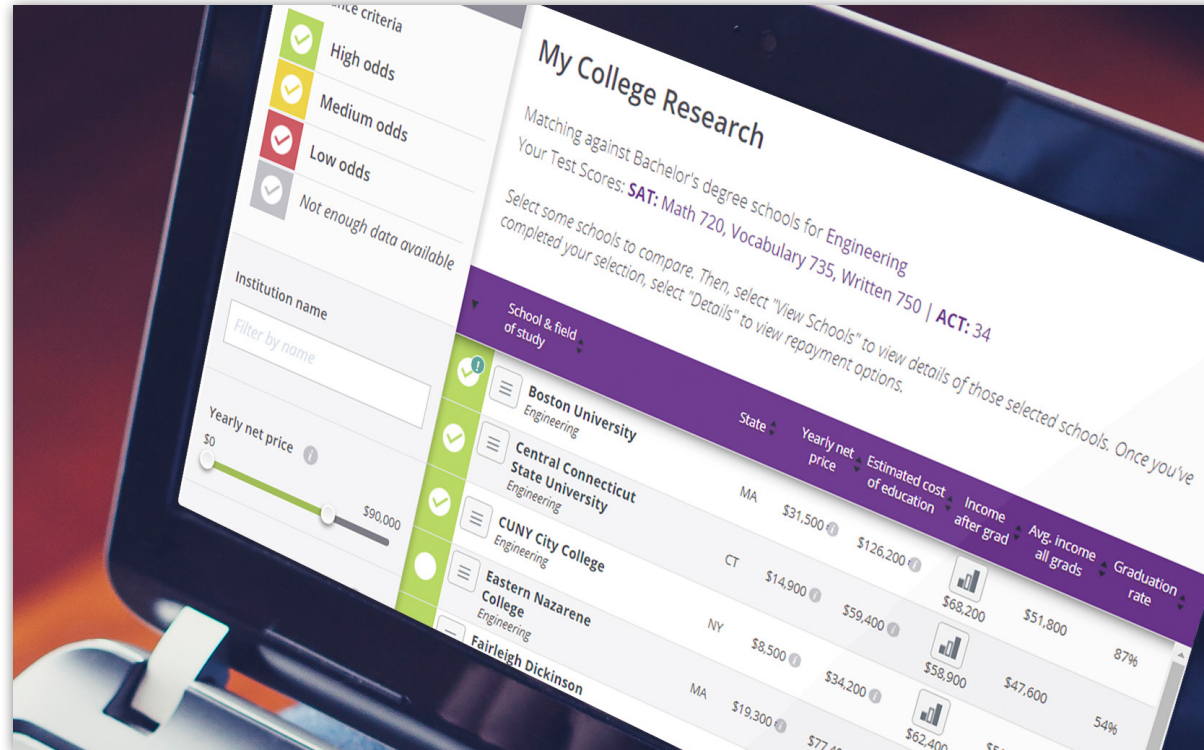 criteria
High odds
Medium odds
Low odds
Not enough data available
Institution name
Filter by name
Yearly net price
$0
$90,000
My College Research
Matching against Bachelor's degree schools for Engineering
Your Test Scores: SAT: Math 720, Vocabulary 735, Written 750 | ACT: 34
Select some schools to compare. Then, select "View Schools" to view details of those selected schools. Once you've
completed your selection, select "Details" to view repayment options.
School & field
of study
State
Yearly net
price
Estimated cost
of education
Income
after grad
Avg. income
all grads
Graduation
rate
Boston University
Engineering
MA
$31,500
$126,200
$68,200
$51,800
87%
Central Connecticut
State University
Engineering
CT
$14,900
$59,400
$58,900
$47,600
54%
CUNY City College
Engineering
NY
$8,500
$34,200
$62,400
Eastern Nazarene
College
Engineering
MA
$19,300
Fairleigh Dickinson